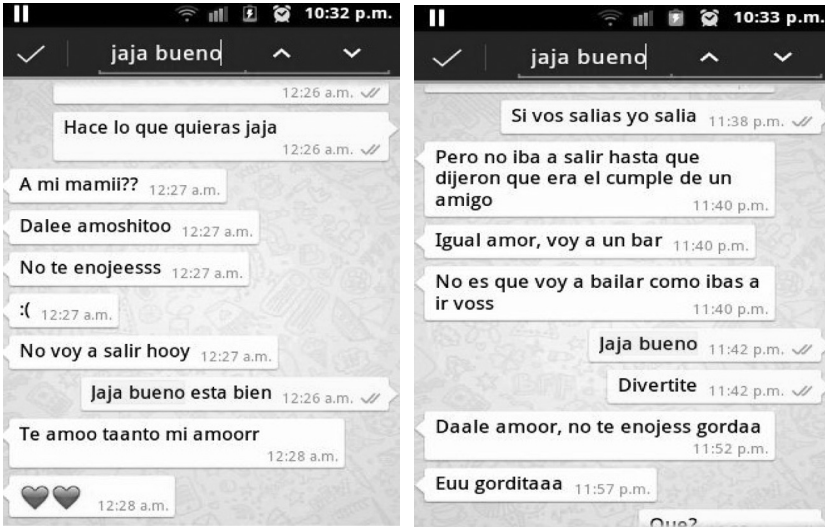 10:32 p.m.
jaja bueno
12:26 a.m.
Hace lo que quieras jaja
12:26 a.m.
A mi mamii?? 12:27 a.m.
Dalee amoshitoo 12:27 a.m.
No te enojeesss 12:27 a.m.
:( 12:27 a.m.
No voy a salir hooy 12:27 a.m.
Jaja bueno esta bien 12:26 a.m.
Te amoo taanto mi amoorr
12:28 a.m.
12:28 a.m.
10:33 p.m.
jaja bueno
Si vos salias yo salia 11:38 p.m.
Pero no iba a salir hasta que
dijeron que era el cumple de un
amigo 11:40 p.m.
Igual amor, voy a un bar 11:40 p.m.
No es que voy a bailar como ibas a
ir voss 11:40 p.m.
Jaja bueno 11:42 p.m.
Divertite 11:42 p.m.
Daale amoor, no te enojess gordaa
11:52 p.m.
Euu gorditaaa 11:57 p.m.
Que?